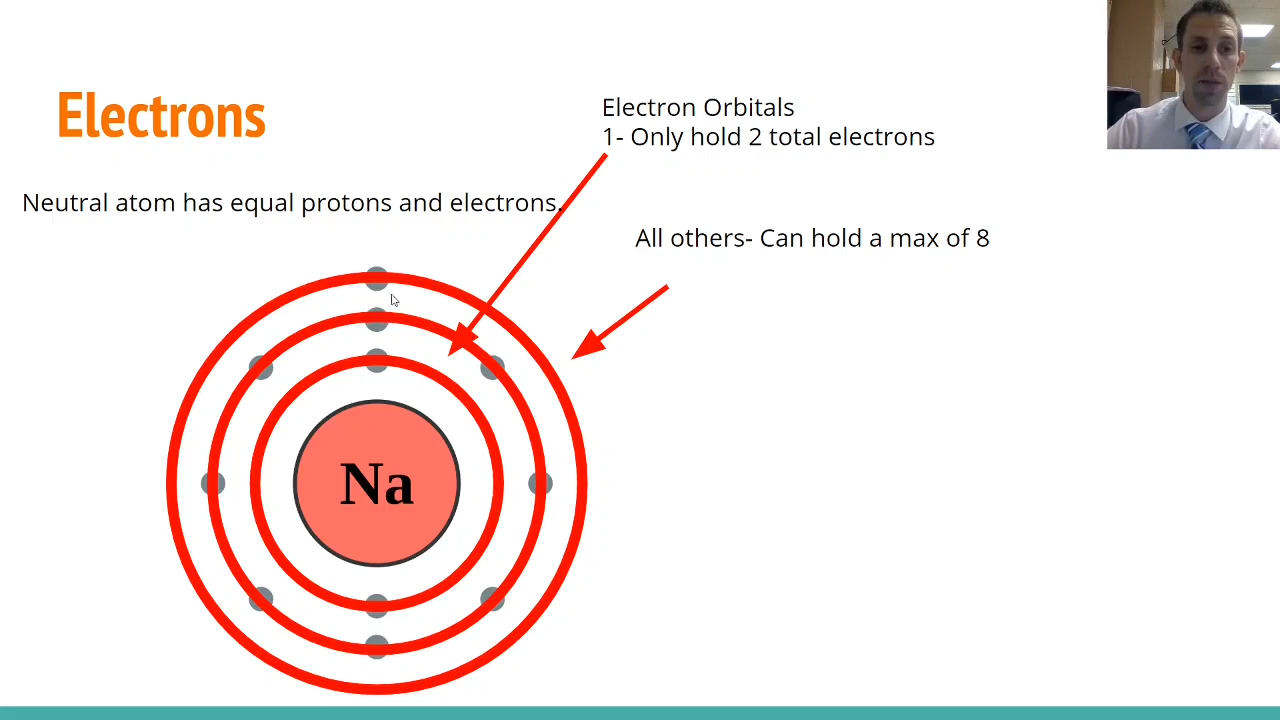 Electrons
Electron Orbitals
1- Only hold 2 total electrons
Neutral atom has equal protons and electrons.
All others- Can hold a max of 8
Na